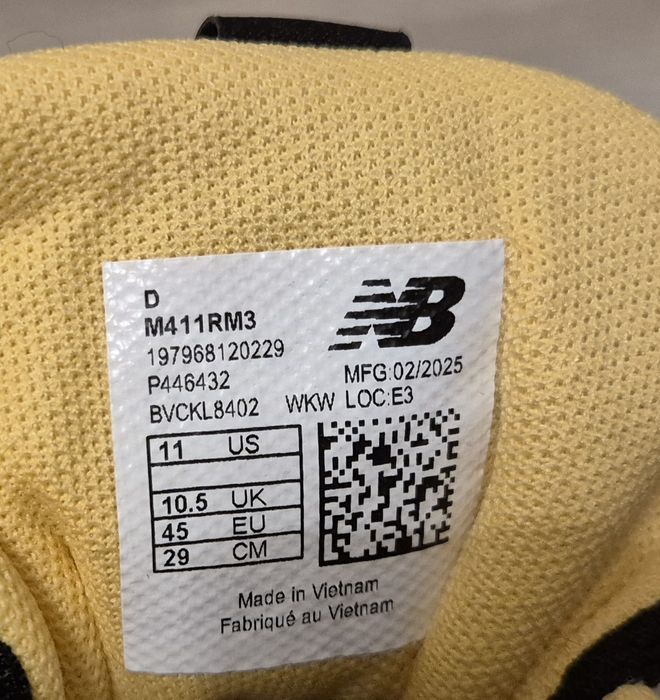 D
M411RM3
197968120229
P446432
BVCKL8402 WKW
NB
MFG:02/2025
LOC:E3
11 US
10.5 UK
45 EU
29 CM
Made in Vietnam
Fabriqué au Vietnam